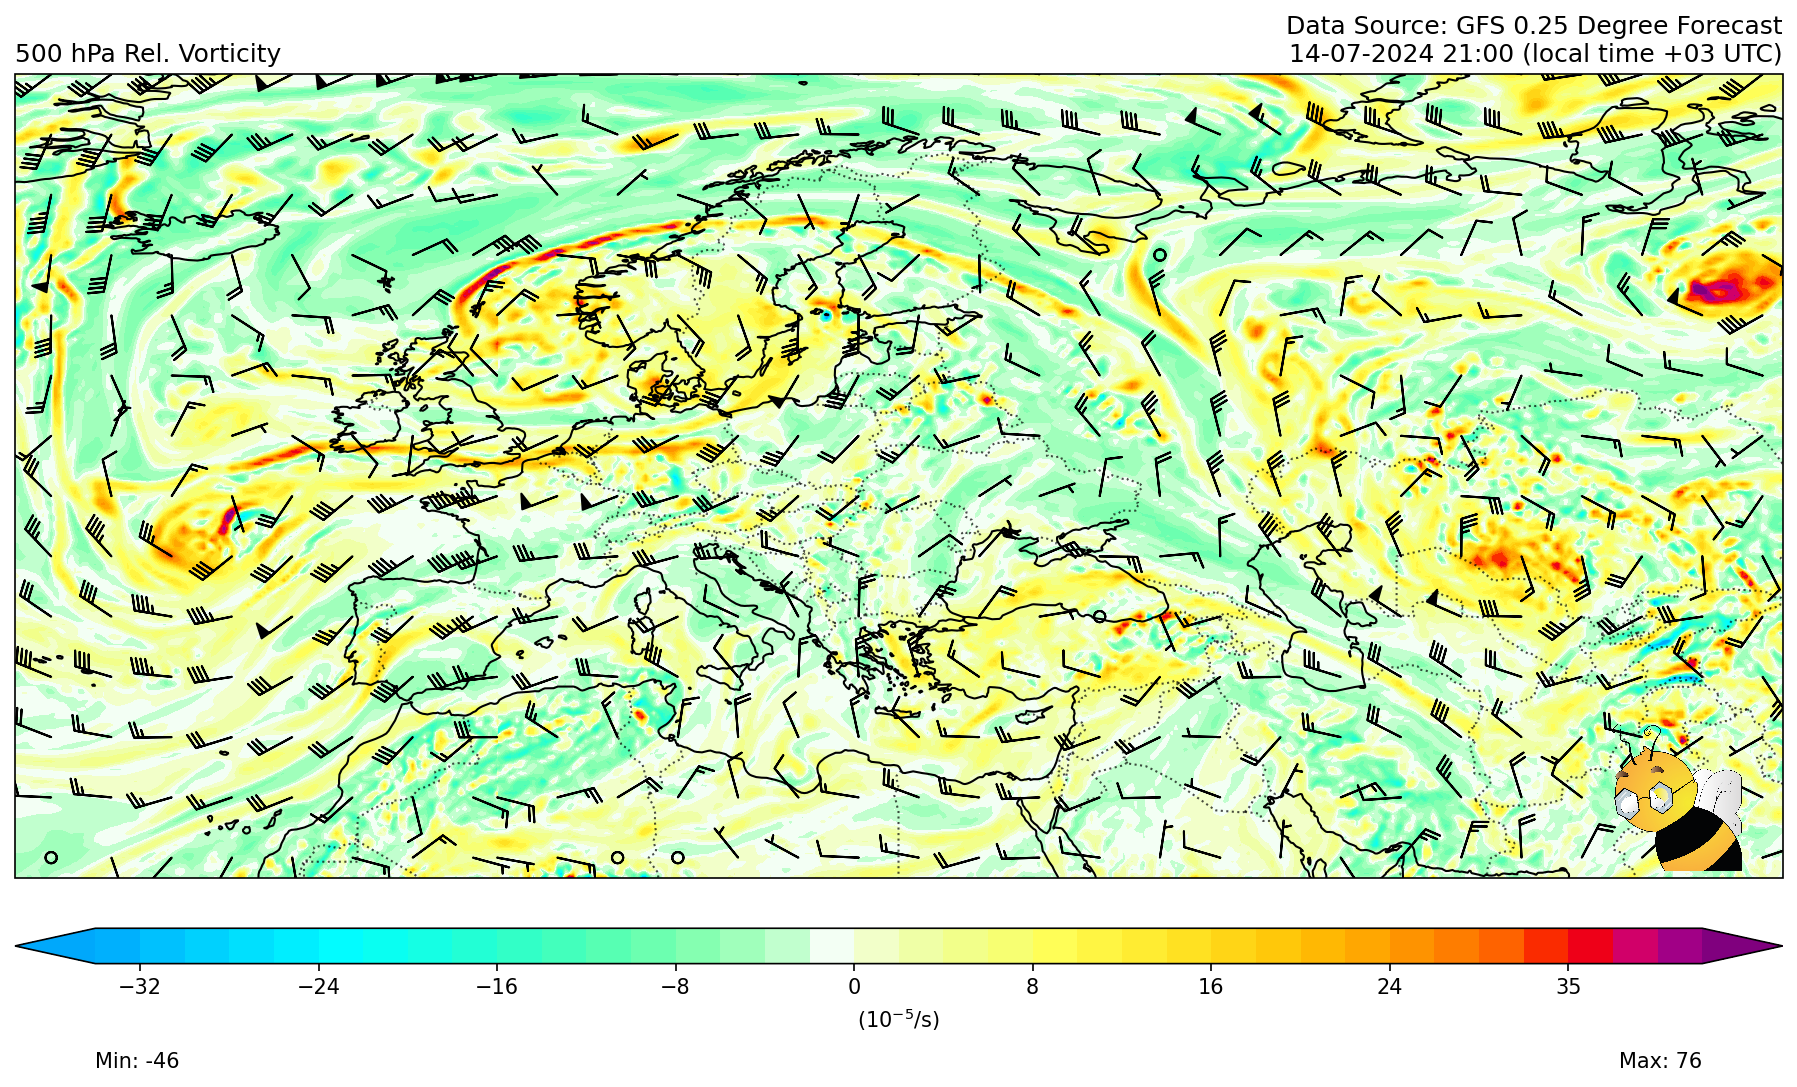 Data Source: GFS 0.25 Degree Forecast
500 hPa Rel. Vorticity
14-07-2024 21:00 (local time +03 UTC)
−32 −24 −16 −8 0 8 16 24 35
(10⁻⁵/s)
Min: -46
Max: 76